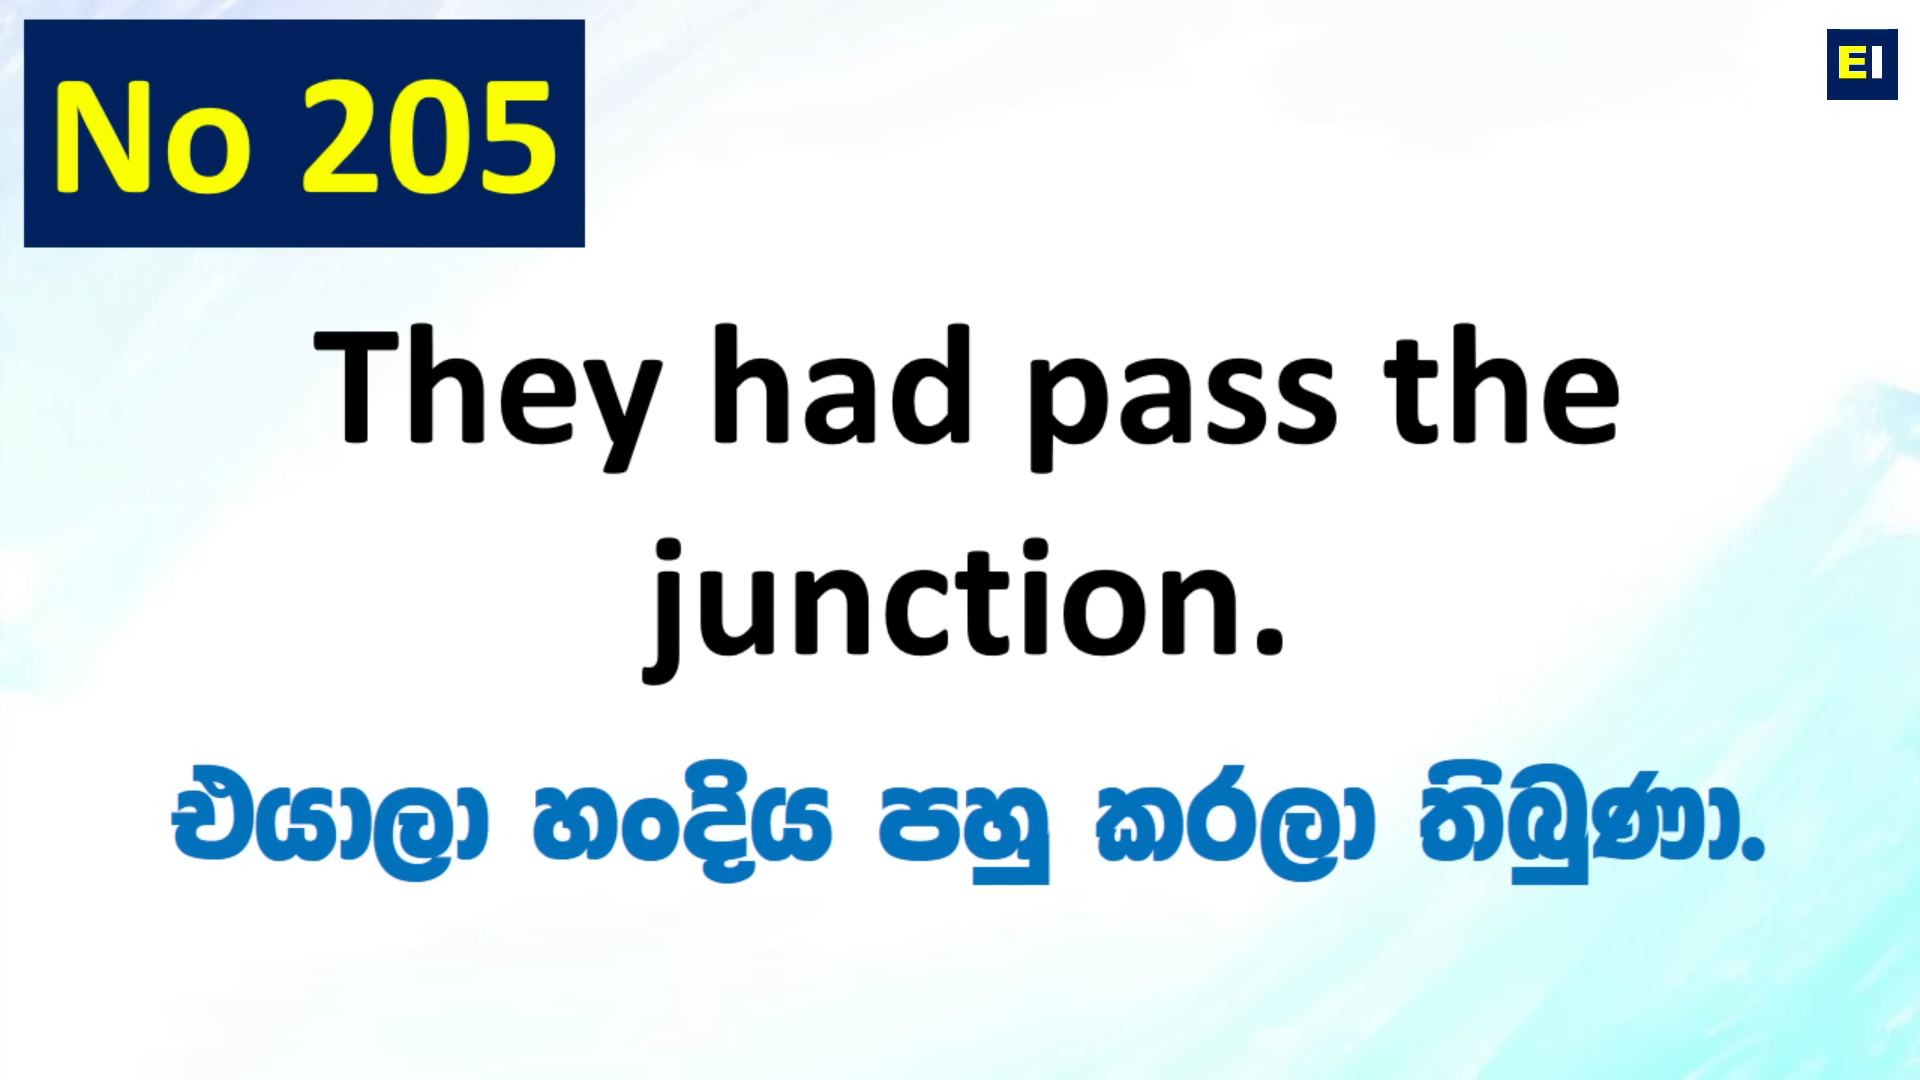 No 205
EI
They had pass the
junction.
එයාලා හංදිය පහු කරලා තිබුණා.